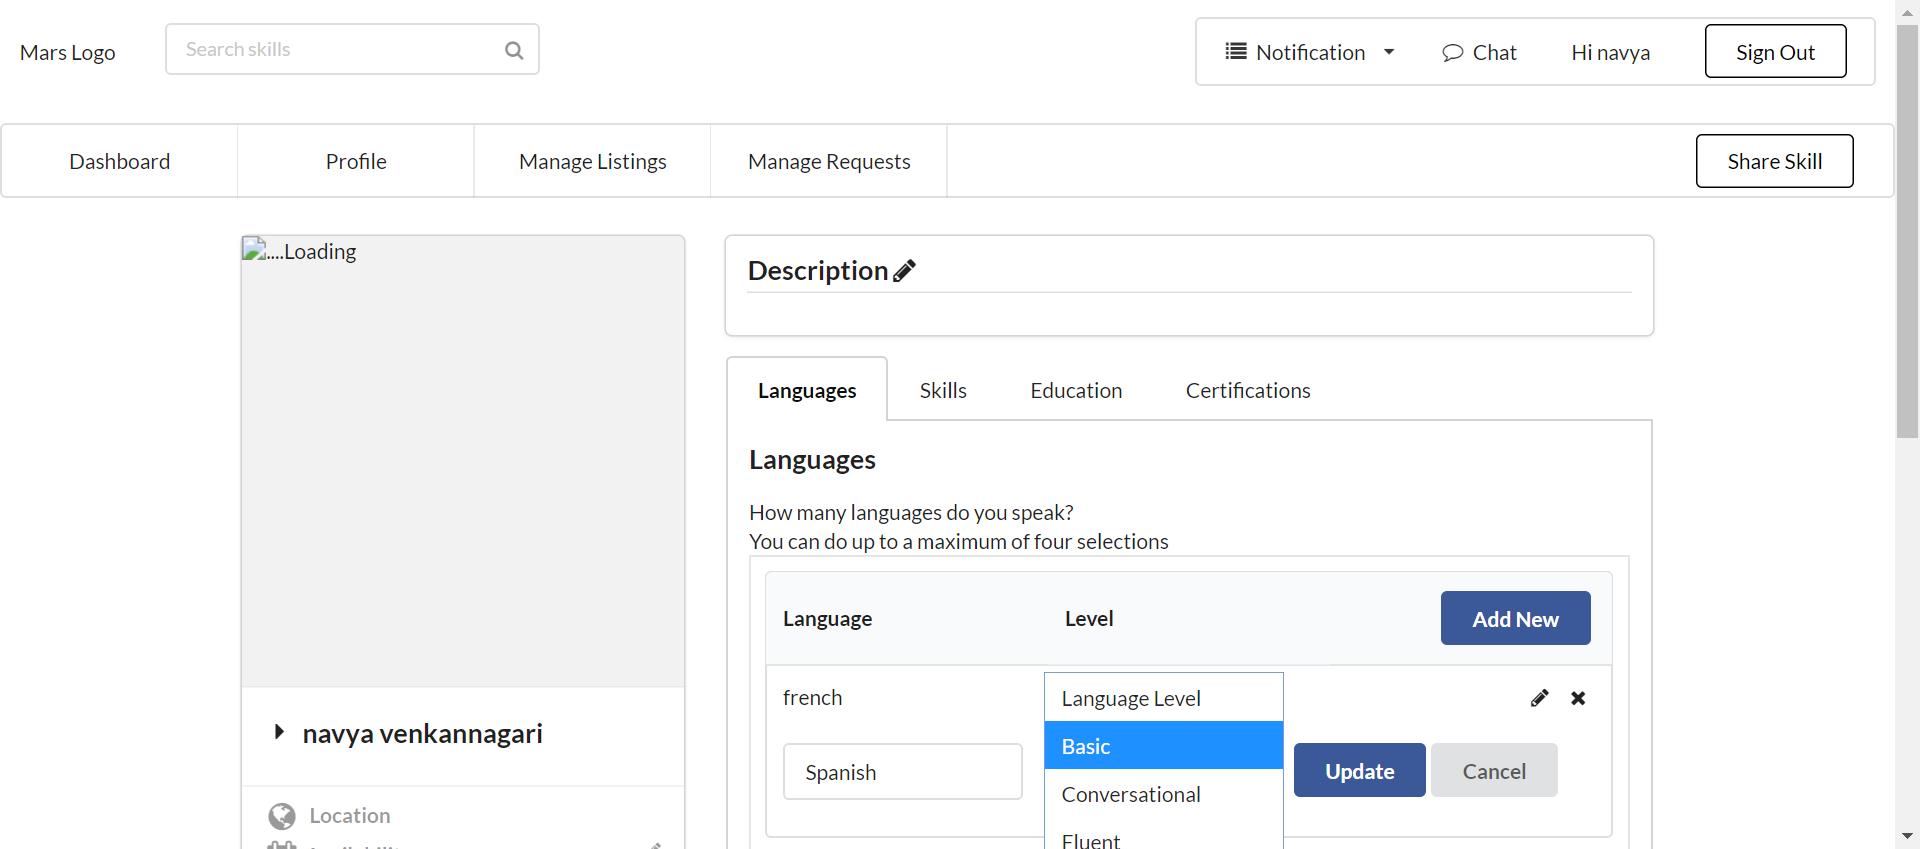 Mars Logo
Search skills
Notification
Chat
Hi navya
Sign Out
Dashboard
Profile
Manage Listings
Manage Requests
Share Skill
....Loading
navya venkannagari
Location
Description
Languages
Skills
Education
Certifications
Languages
How many languages do you speak?
You can do up to a maximum of four selections
Language
Level
Add New
french
Language Level
Basic
Conversational
Fluent
Spanish
Update
Cancel